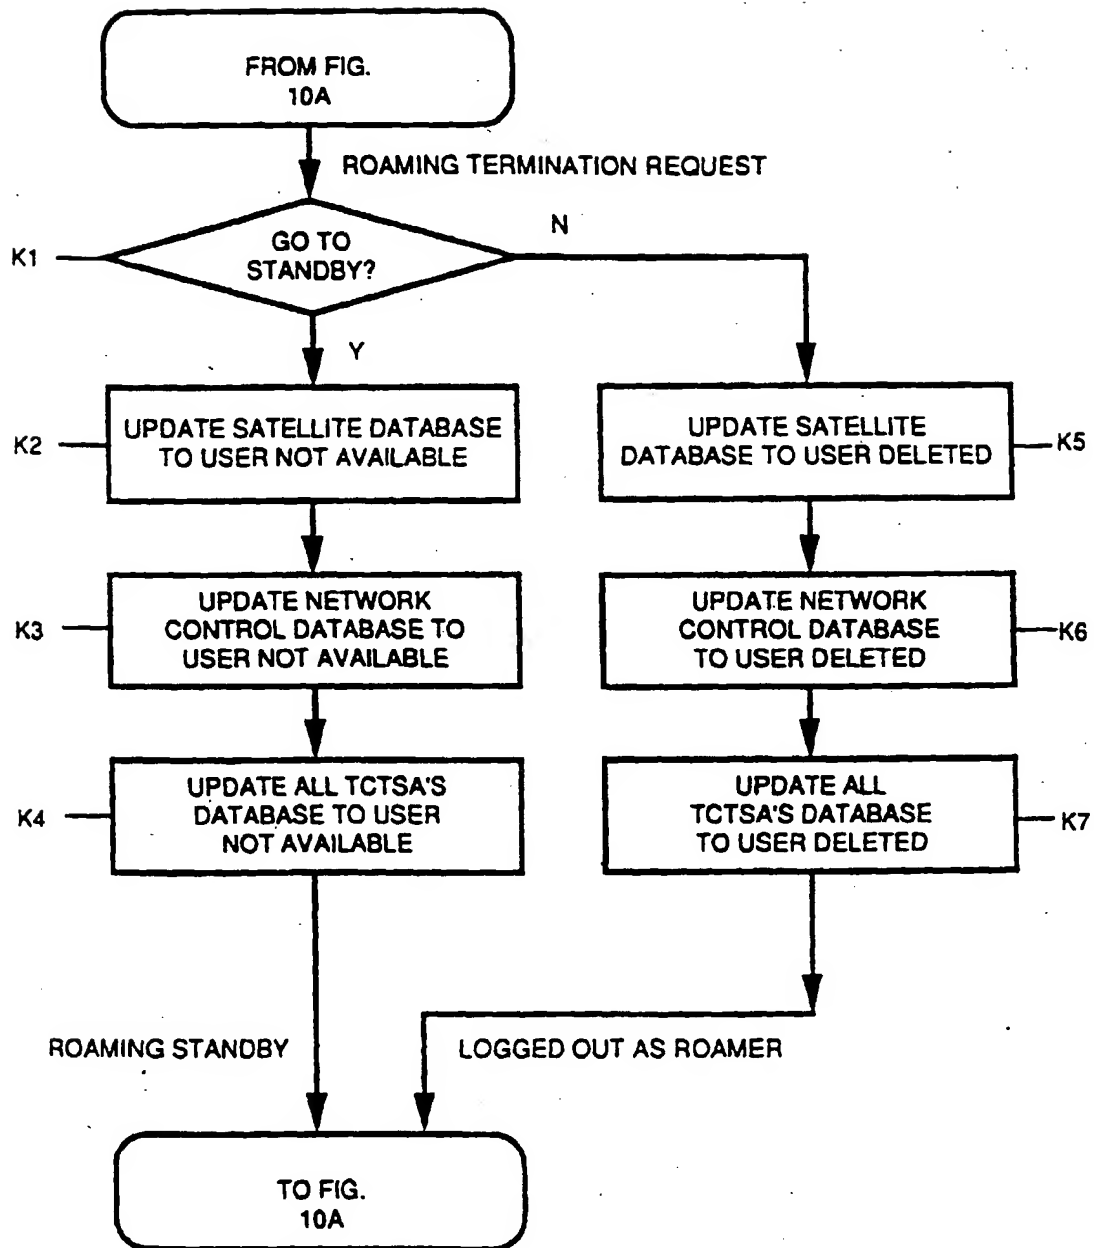 FROM FIG.
10A
ROAMING TERMINATION REQUEST
N
K1
GO TO
STANDBY?
Y
K2
UPDATE SATELLITE DATABASE
TO USER NOT AVAILABLE
UPDATE SATELLITE
DATABASE TO USER DELETED
K5
K3
UPDATE NETWORK
CONTROL DATABASE TO
USER NOT AVAILABLE
UPDATE NETWORK
CONTROL DATABASE
TO USER DELETED
K6
K4
UPDATE ALL TCTSA'S
DATABASE TO USER
NOT AVAILABLE
UPDATE ALL
TCTSA'S DATABASE
TO USER DELETED
K7
ROAMING STANDBY
LOGGED OUT AS ROAMER
TO FIG.
10A